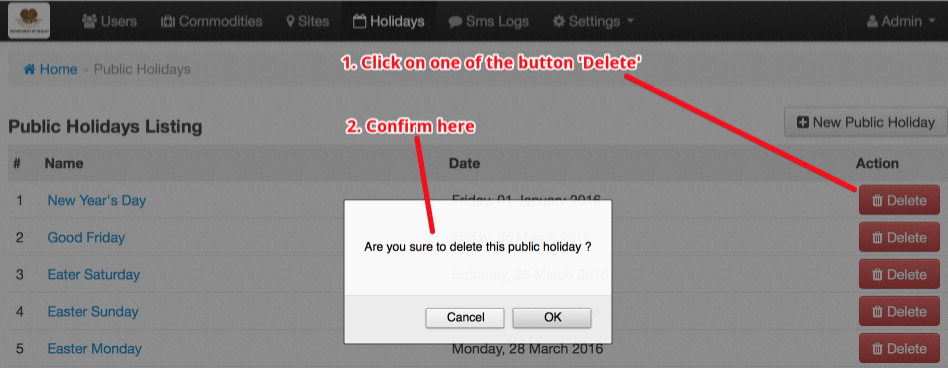 Users Commodities Sites Holidays Sms Logs Settings Admin
1. Click on one of the button 'Delete'
Home » Public Holidays
Public Holidays Listing
2. Confirm here
New Public Holiday
# Name Date Action
1 New Year's Day Friday, 01 January 2016 Delete
2 Good Friday Delete
Are you sure to delete this public holiday ?
3 Eater Saturday Saturday, 26 March 2016 Delete
4 Easter Sunday Delete
Cancel OK
5 Easter Monday Monday, 28 March 2016 Delete